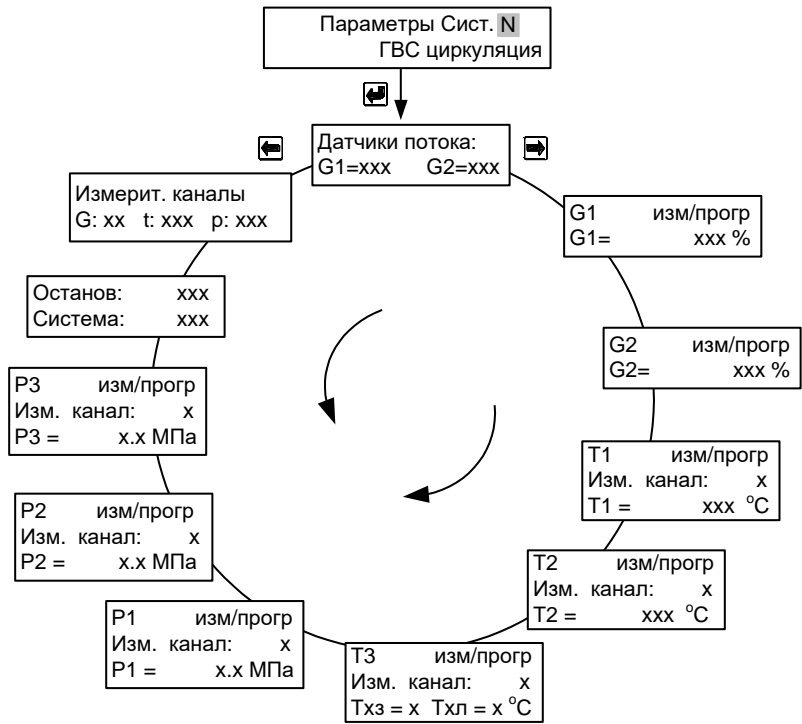 Параметры Сист. N
ГВС циркуляция
Датчики потока:
G1=xxx G2=xxx
G1 изм/прогр
G1= xxx %
G2 изм/прогр
G2= xxx %
T1 изм/прогр
Изм. канал: x
T1 = xxx °C
T2 изм/прогр
Изм. канал: x
T2 = xxx °C
T3 изм/прогр
Изм. канал: x
Tхз = x Tхл = x °C
P1 изм/прогр
Изм. канал: x
P1 = x.x МПа
P2 изм/прогр
Изм. канал: x
P2 = x.x МПа
P3 изм/прогр
Изм. канал: x
P3 = x.x МПа
Останов: xxx
Система: xxx
Измерит. каналы
G: xx t: xxx p: xxx